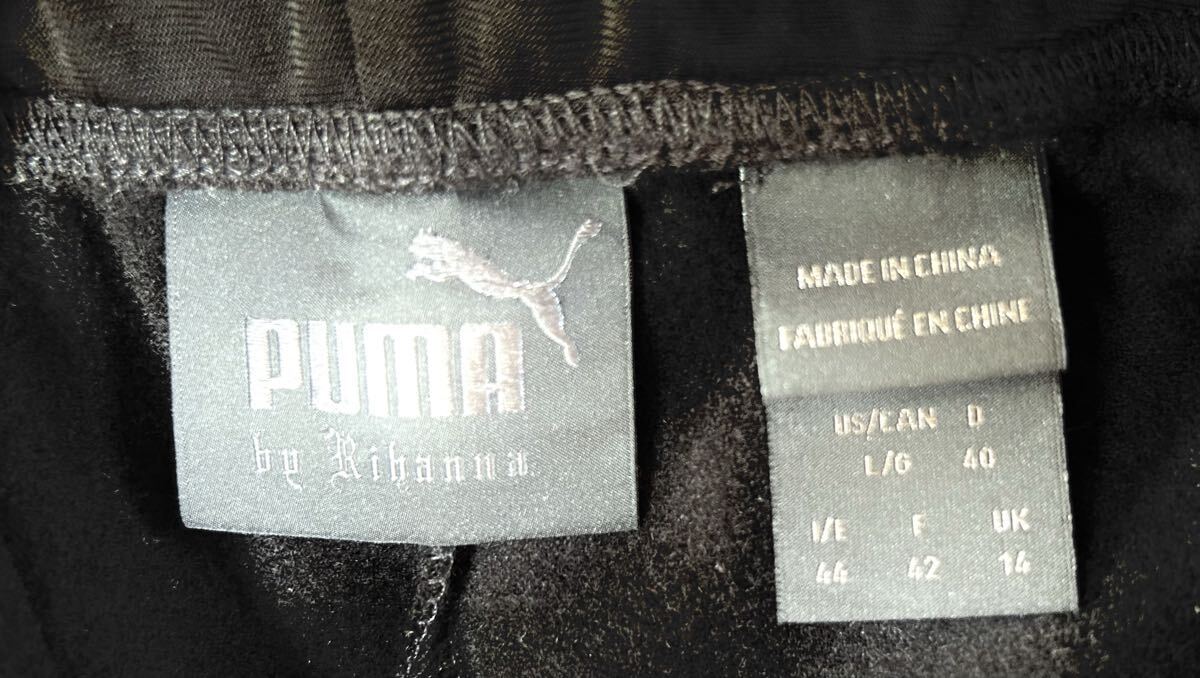 PUMA
by Rihanna
MADE IN CHINA
FABRIQUÉ EN CHINE
US/CAN D
L/G 40
I/E F UK
44 42 14